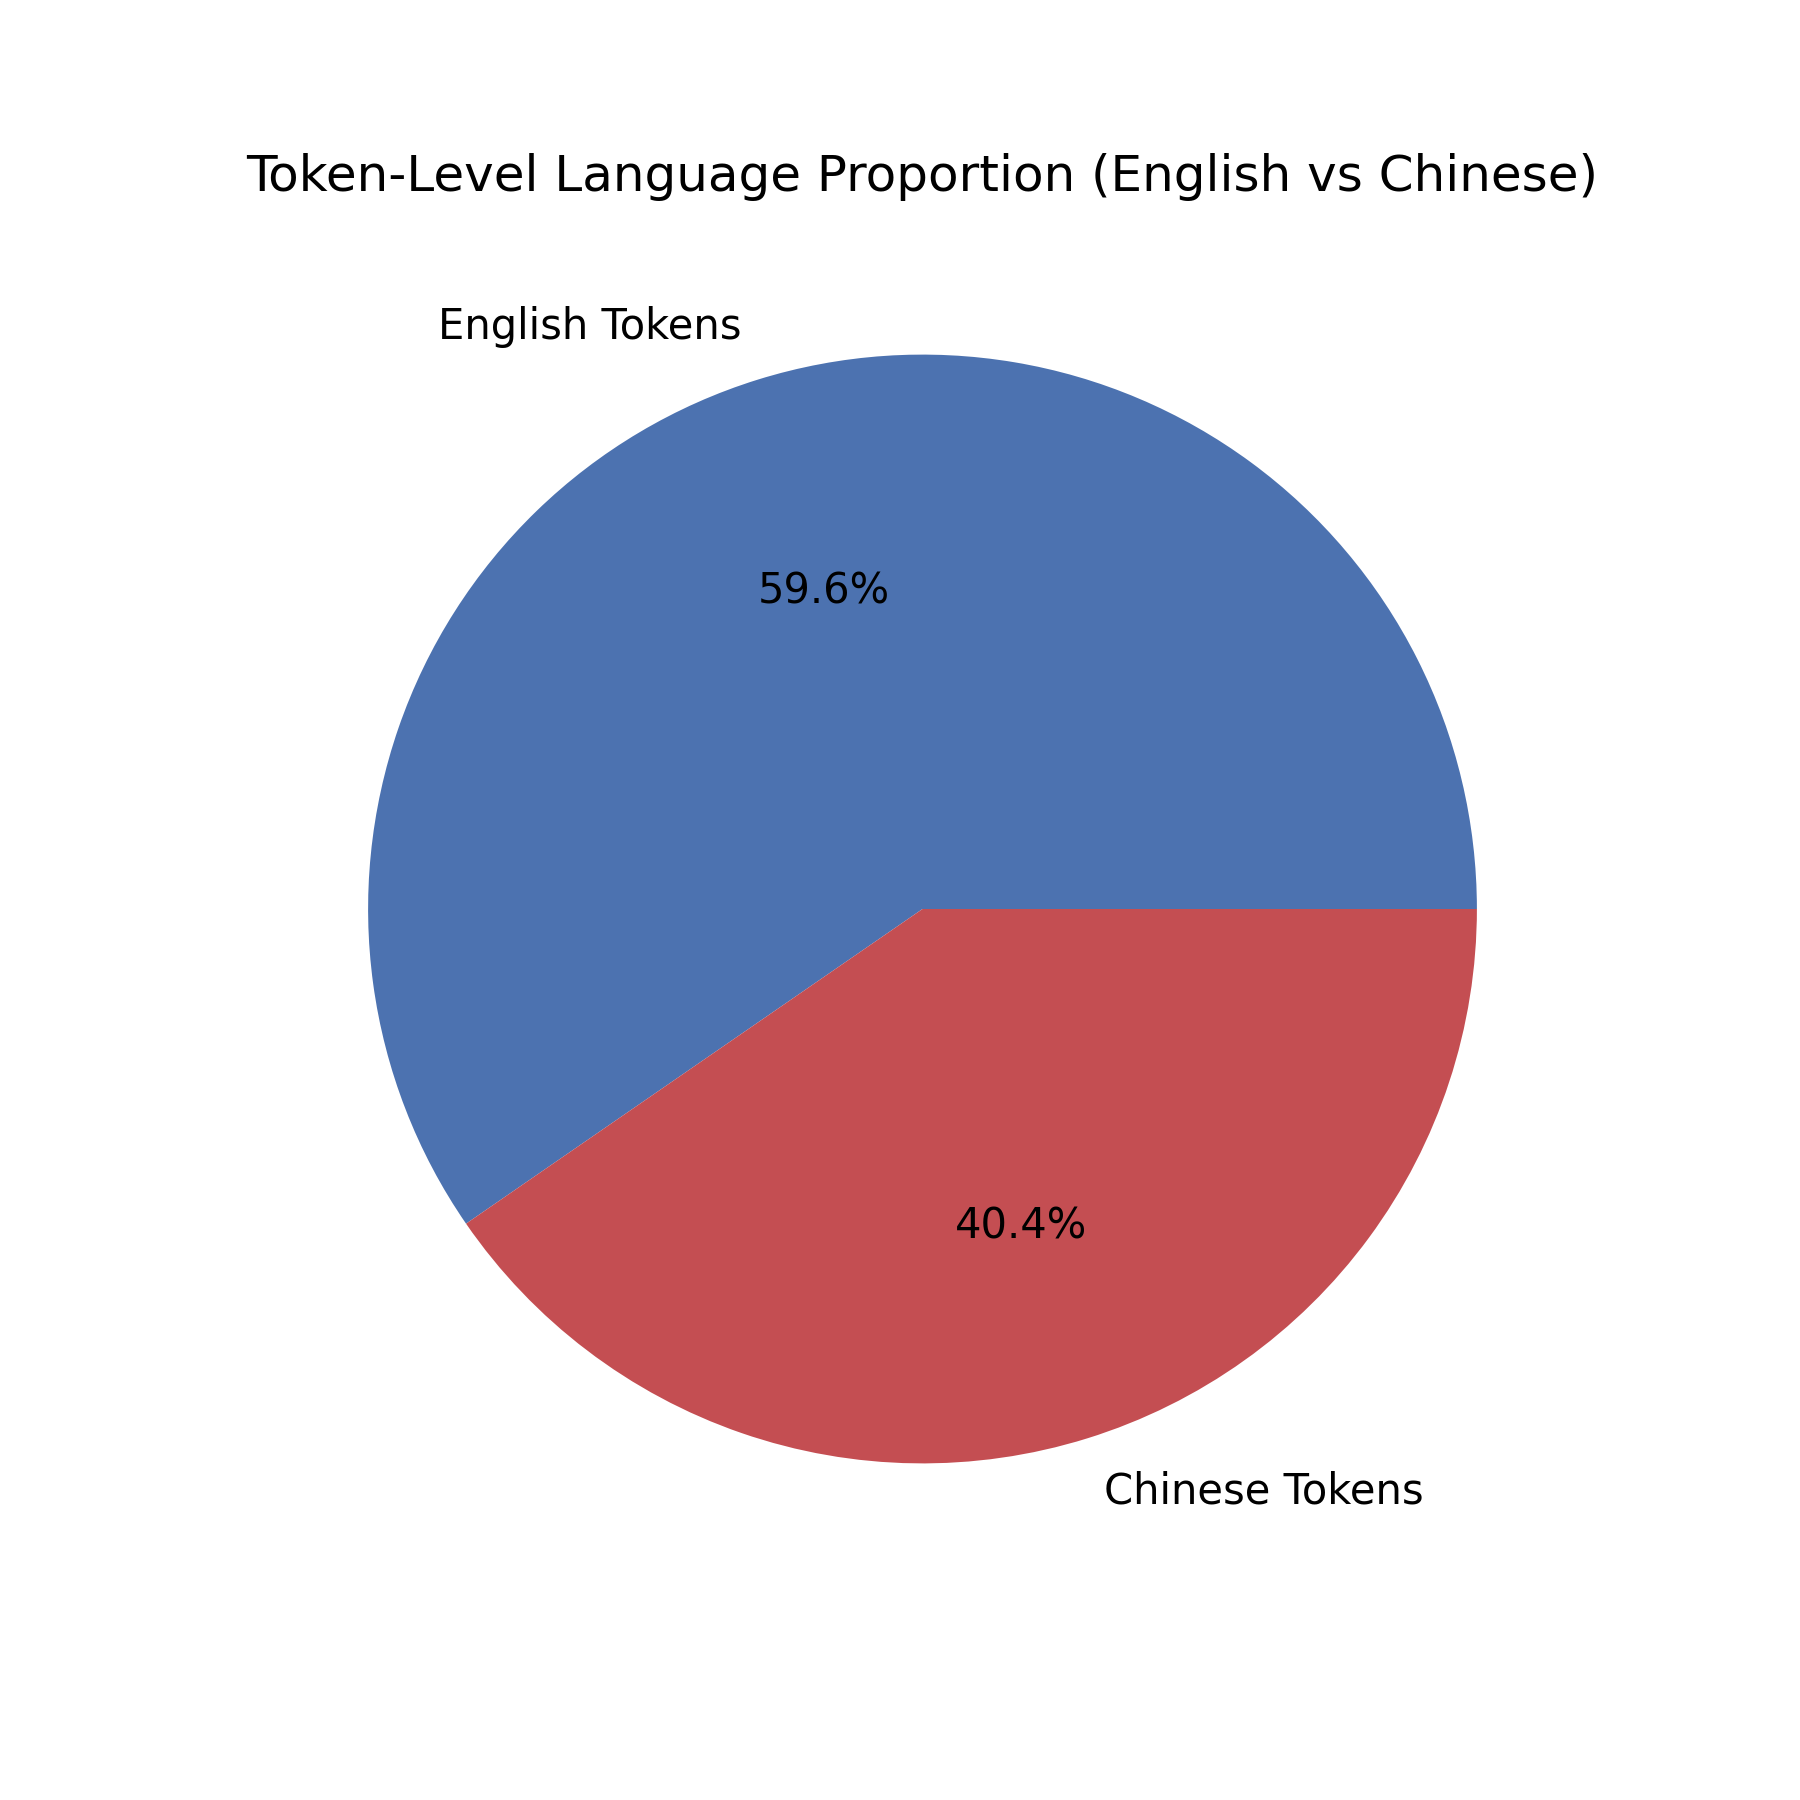 Token-Level Language Proportion (English vs Chinese)
English Tokens
59.6%
40.4%
Chinese Tokens